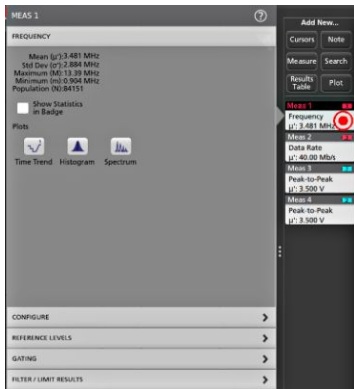 MEAS 1
?
FREQUENCY
Mean (μ'): 3.481 MHz
Std Dev (σ'): 2.884 MHz
Maximum (M): 13.39 MHz
Minimum (m): 0.904 MHz
Population (N): 84151
Show Statistics
in Badge
Plots
Time Trend Histogram Spectrum
CONFIGURE
REFERENCE LEVELS
GATING
FILTER / LIMIT RESULTS
Add New...
Cursors Note
Measure Search
Results
Table
Plot
Meas 1
Frequency
μ': 3.481 MHz
Meas 2
Data Rate
μ': 40.00 Mb/s
Meas 3
Peak-to-Peak
μ': 3.500 V
Meas 4
Peak-to-Peak
μ': 3.500 V